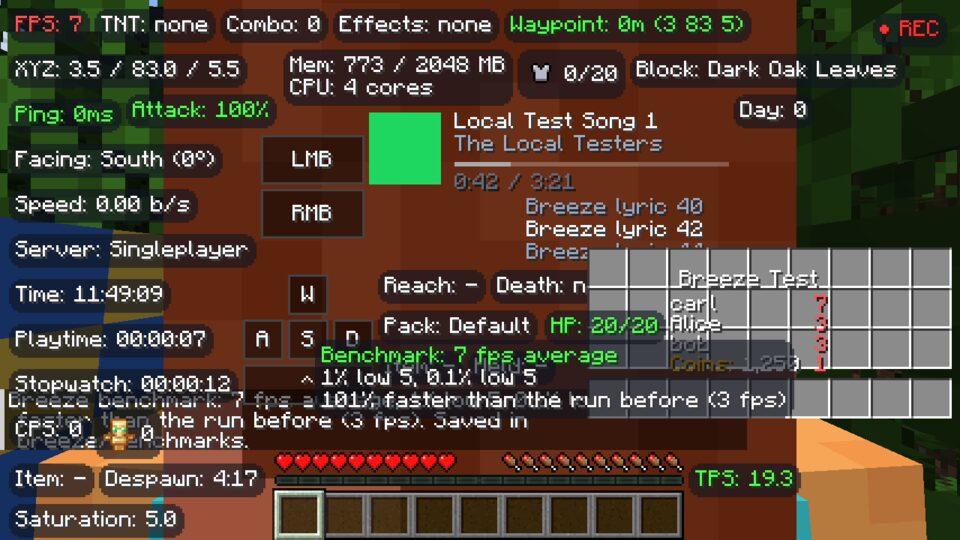 FPS: 7 TNT: none Combo: 0 Effects: none Waypoint: 0m (3 83 5) REC
XYZ: 3.5 / 83.0 / 5.5 Mem: 773 / 2048 MB 0/20 Block: Dark Oak Leaves
CPU: 4 cores
Ping: 0ms Attack: 100% Day: 0
Local Test Song 1
The Local Testers
Facing: South (0°) LMB
0:42 / 3:21
Speed: 0.00 b/s RMB Breeze lyric 40
Breeze lyric 42
Server: Singleplayer Breeze lyric
Breeze Test
Time: 11:49:09 W Reach: - Death: n
carl 7
Playtime: 00:00:07 A S D Pack: Default HP: 20/20 Alice 3
bob 3
Benchmark: 7 fps average Coins: 1,250 1
Stopwatch: 00:00:12 ^ 1% low 5, 0.1% low 5
101% faster than the run before (3 fps)
Breeze benchmark: 7 fps
than the run before (3 fps). Saved in
CPS: 0 0
Item: - Despawn: 4:17 TPS: 19.3
Saturation: 5.0